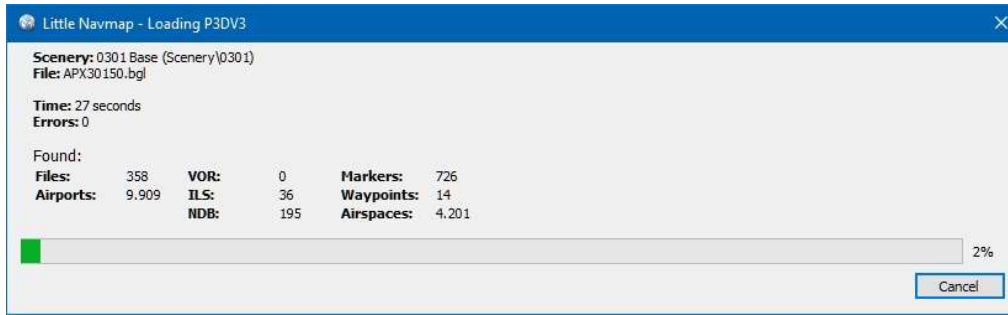 Little Navmap - Loading P3DV3
Scenery: 0301 Base (Scenery\0301)
File: APX30150.bgl
Time: 27 seconds
Errors: 0
Found:
Files: 358 VOR: 0 Markers: 726
Airports: 9.909 ILS: 36 Waypoints: 14
NDB: 195 Airspaces: 4.201
2%
Cancel